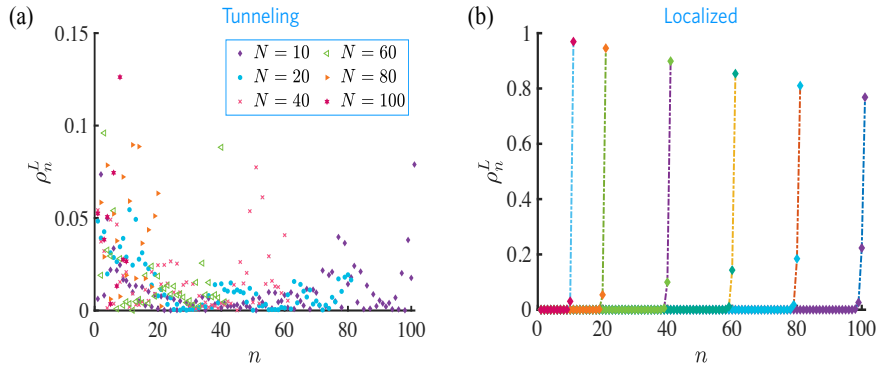 (a) Tunneling
0.15
0.1
0.05
0
ρ_n^L
N = 10 N = 60
N = 20 N = 80
N = 40 N = 100
0 20 40 60 80 100
n
(b) Localized
1
0.8
0.6
0.4
0.2
0
ρ_n^L
0 20 40 60 80 100
n